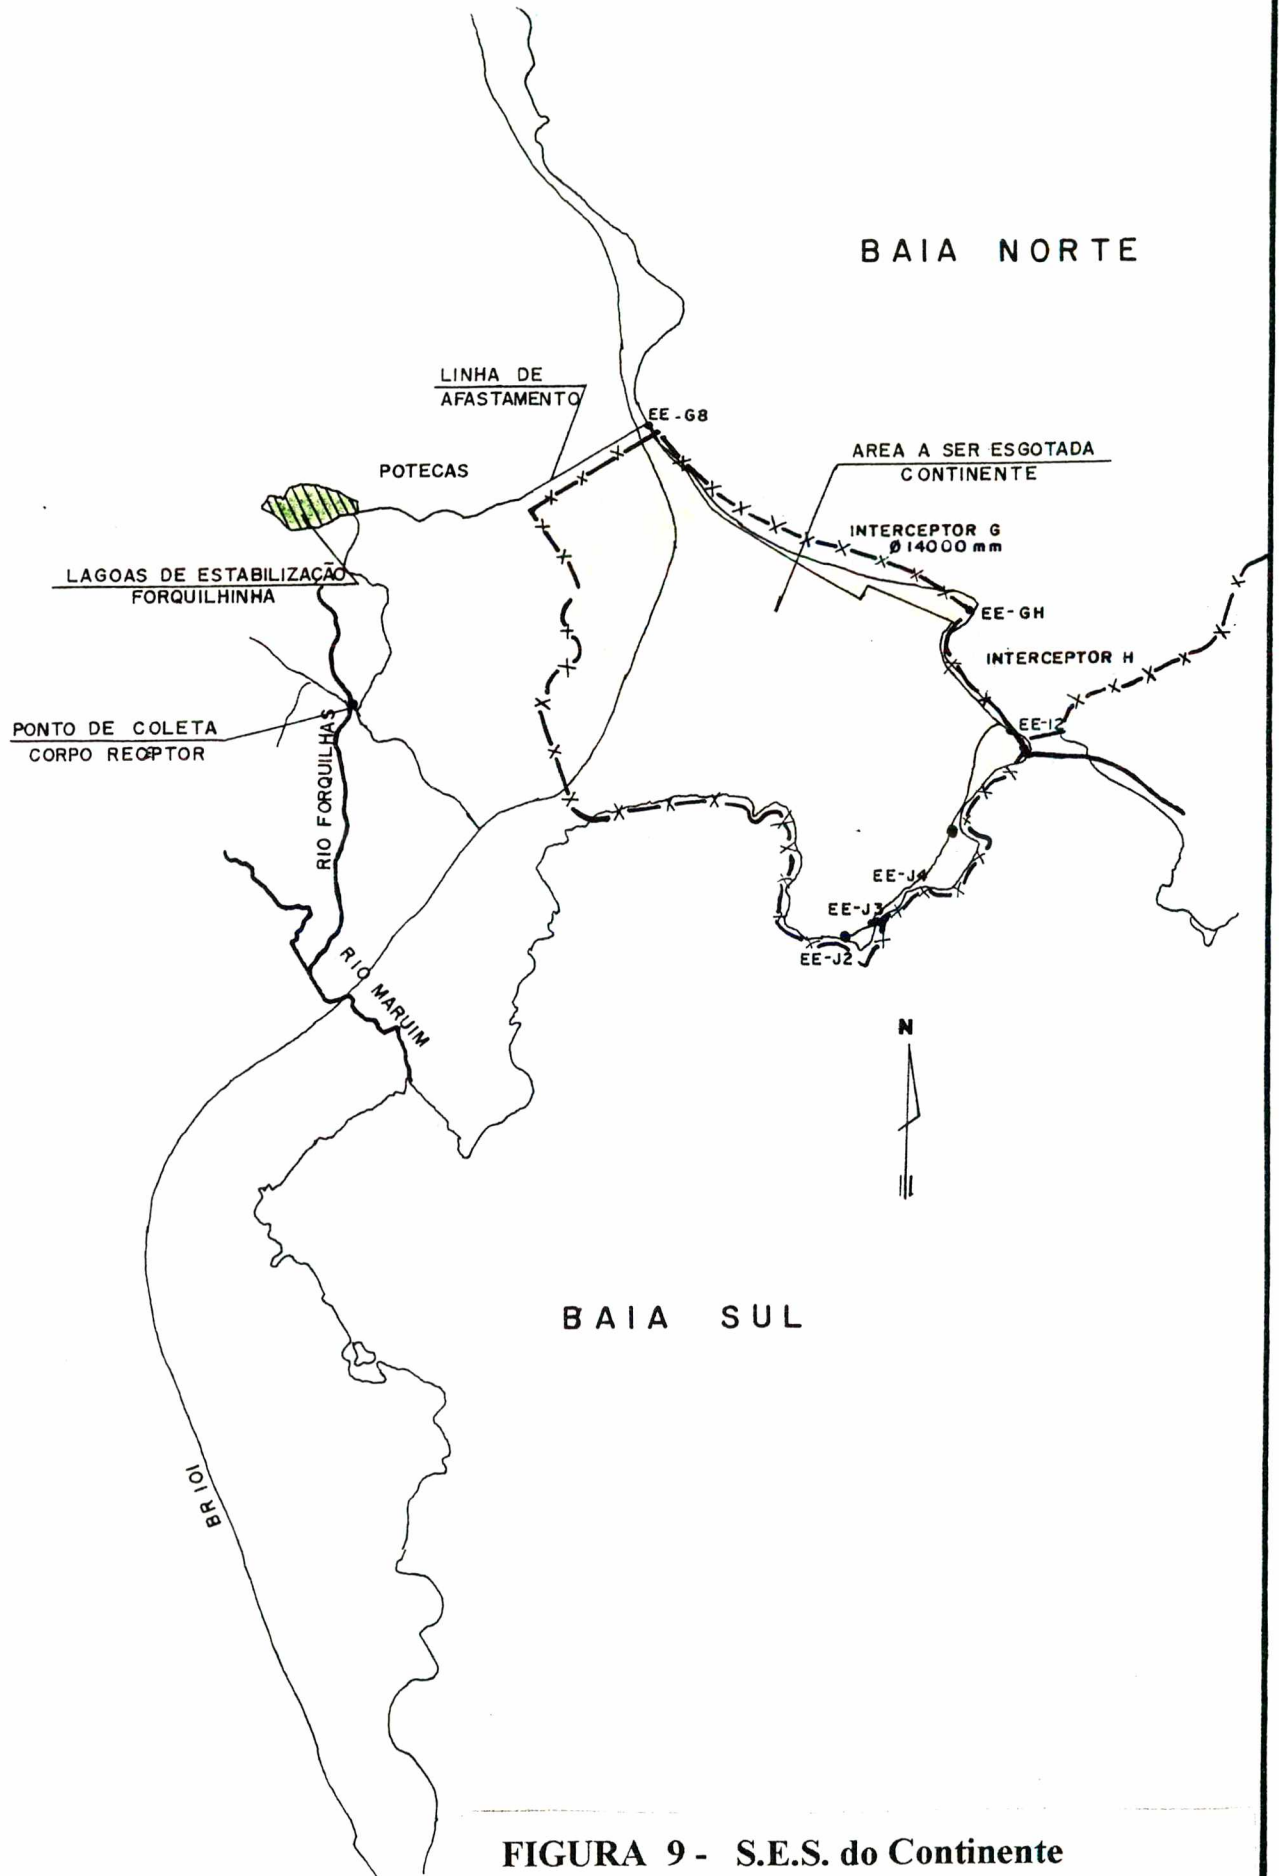 BAIA NORTE
LINHA DE
AFASTAMENTO
EE-G8
POTECAS
AREA A SER ESGOTADA
CONTINENTE
INTERCEPTOR G
Ø14000mm
LAGOAS DE ESTABILIZAÇÃO
FORQUILHINHA
EE-GH
INTERCEPTOR H
PONTO DE COLETA
CORPO RECEPTOR
EE-I2
RIO FORQUILHAS
EE-J4
EE-J3
EE-J2
RIO MARUIM
N
BAIA SUL
BR 101
FIGURA 9 - S.E.S. do Continente